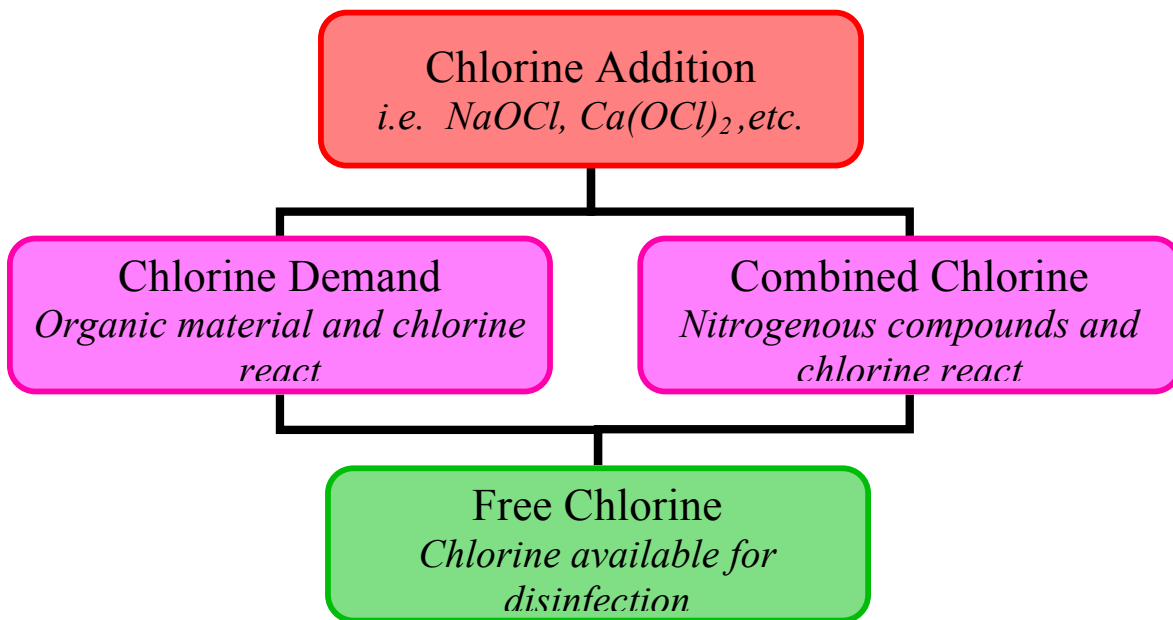 Chlorine Addition
i.e. NaOCl, Ca(OCl)₂ ,etc.
Chlorine Demand
Organic material and chlorine
react
Combined Chlorine
Nitrogenous compounds and
chlorine react
Free Chlorine
Chlorine available for
disinfection